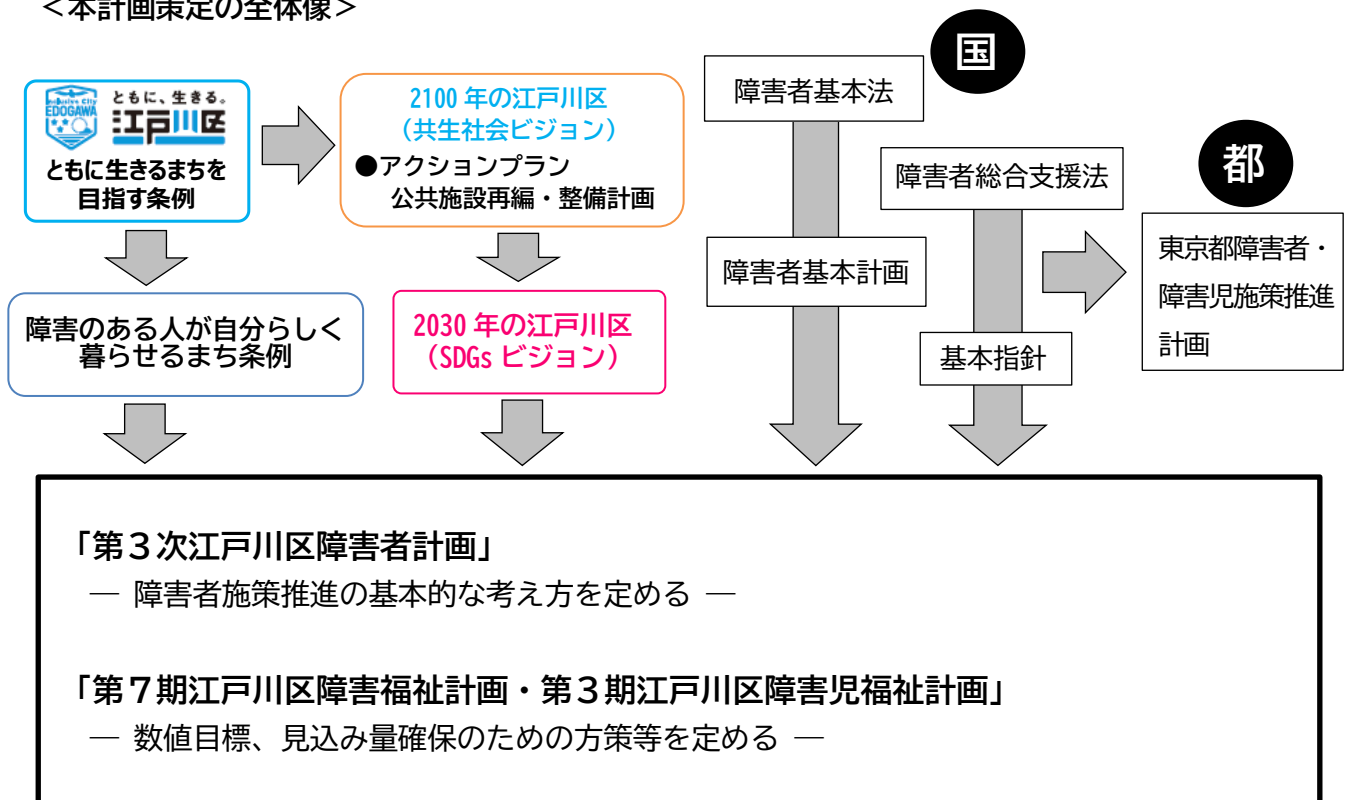 ＜本計画策定の全体像＞
国
Inclusive City
EDOGAWA
ともに、生きる。
江戸川区
ともに生きるまちを
目指す条例
2100 年の江戸川区
（共生社会ビジョン）
●アクションプラン
公共施設再編・整備計画
障害者基本法
障害者総合支援法
都
東京都障害者・
障害児施策推進
計画
障害者基本計画
基本指針
障害のある人が自分らしく
暮らせるまち条例
2030 年の江戸川区
（SDGs ビジョン）
「第３次江戸川区障害者計画」
― 障害者施策推進の基本的な考え方を定める ―
「第７期江戸川区障害福祉計画・第３期江戸川区障害児福祉計画」
― 数値目標、見込み量確保のための方策等を定める ―